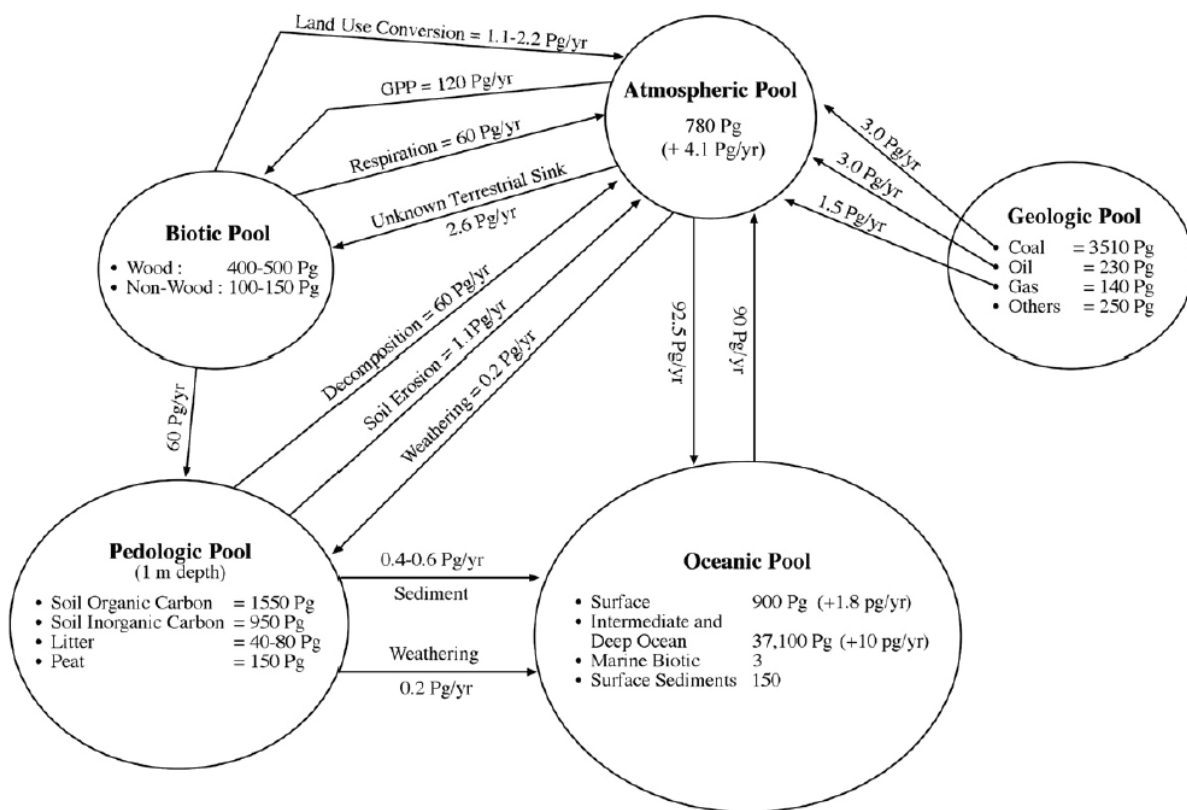 Land Use Conversion = 1.1-2.2 Pg/yr
GPP = 120 Pg/yr
Respiration = 60 Pg/yr
Unknown Terrestrial Sink
2.6 Pg/yr
Atmospheric Pool
780 Pg
(+ 4.1 Pg/yr)
3.0 Pg/yr
3.0 Pg/yr
1.5 Pg/yr
Geologic Pool
• Coal = 3510 Pg
• Oil = 230 Pg
• Gas = 140 Pg
• Others = 250 Pg
Biotic Pool
• Wood : 400-500 Pg
• Non-Wood : 100-150 Pg
60 Pg/yr
Decomposition = 60 Pg/yr
Soil Erosion = 1.1Pg/yr
Weathering = 0.2 Pg/yr
92.5 Pg/yr
90 Pg/yr
Pedologic Pool
(1 m depth)
• Soil Organic Carbon = 1550 Pg
• Soil Inorganic Carbon = 950 Pg
• Litter = 40-80 Pg
• Peat = 150 Pg
0.4-0.6 Pg/yr
Sediment
Weathering
0.2 Pg/yr
Oceanic Pool
• Surface 900 Pg (+1.8 pg/yr)
• Intermediate and
Deep Ocean 37,100 Pg (+10 pg/yr)
• Marine Biotic 3
• Surface Sediments 150